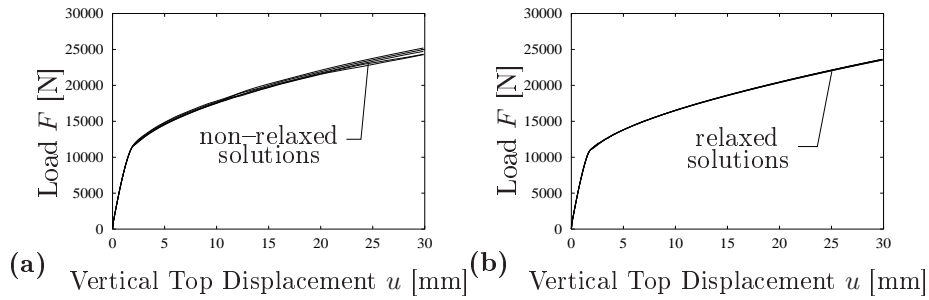 30000
25000
20000
15000
10000
5000
0
Load F [N]
non–relaxed
solutions
0 5 10 15 20 25 30
(a) Vertical Top Displacement u [mm]
30000
25000
20000
15000
10000
5000
0
Load F [N]
relaxed
solutions
0 5 10 15 20 25 30
(b) Vertical Top Displacement u [mm]